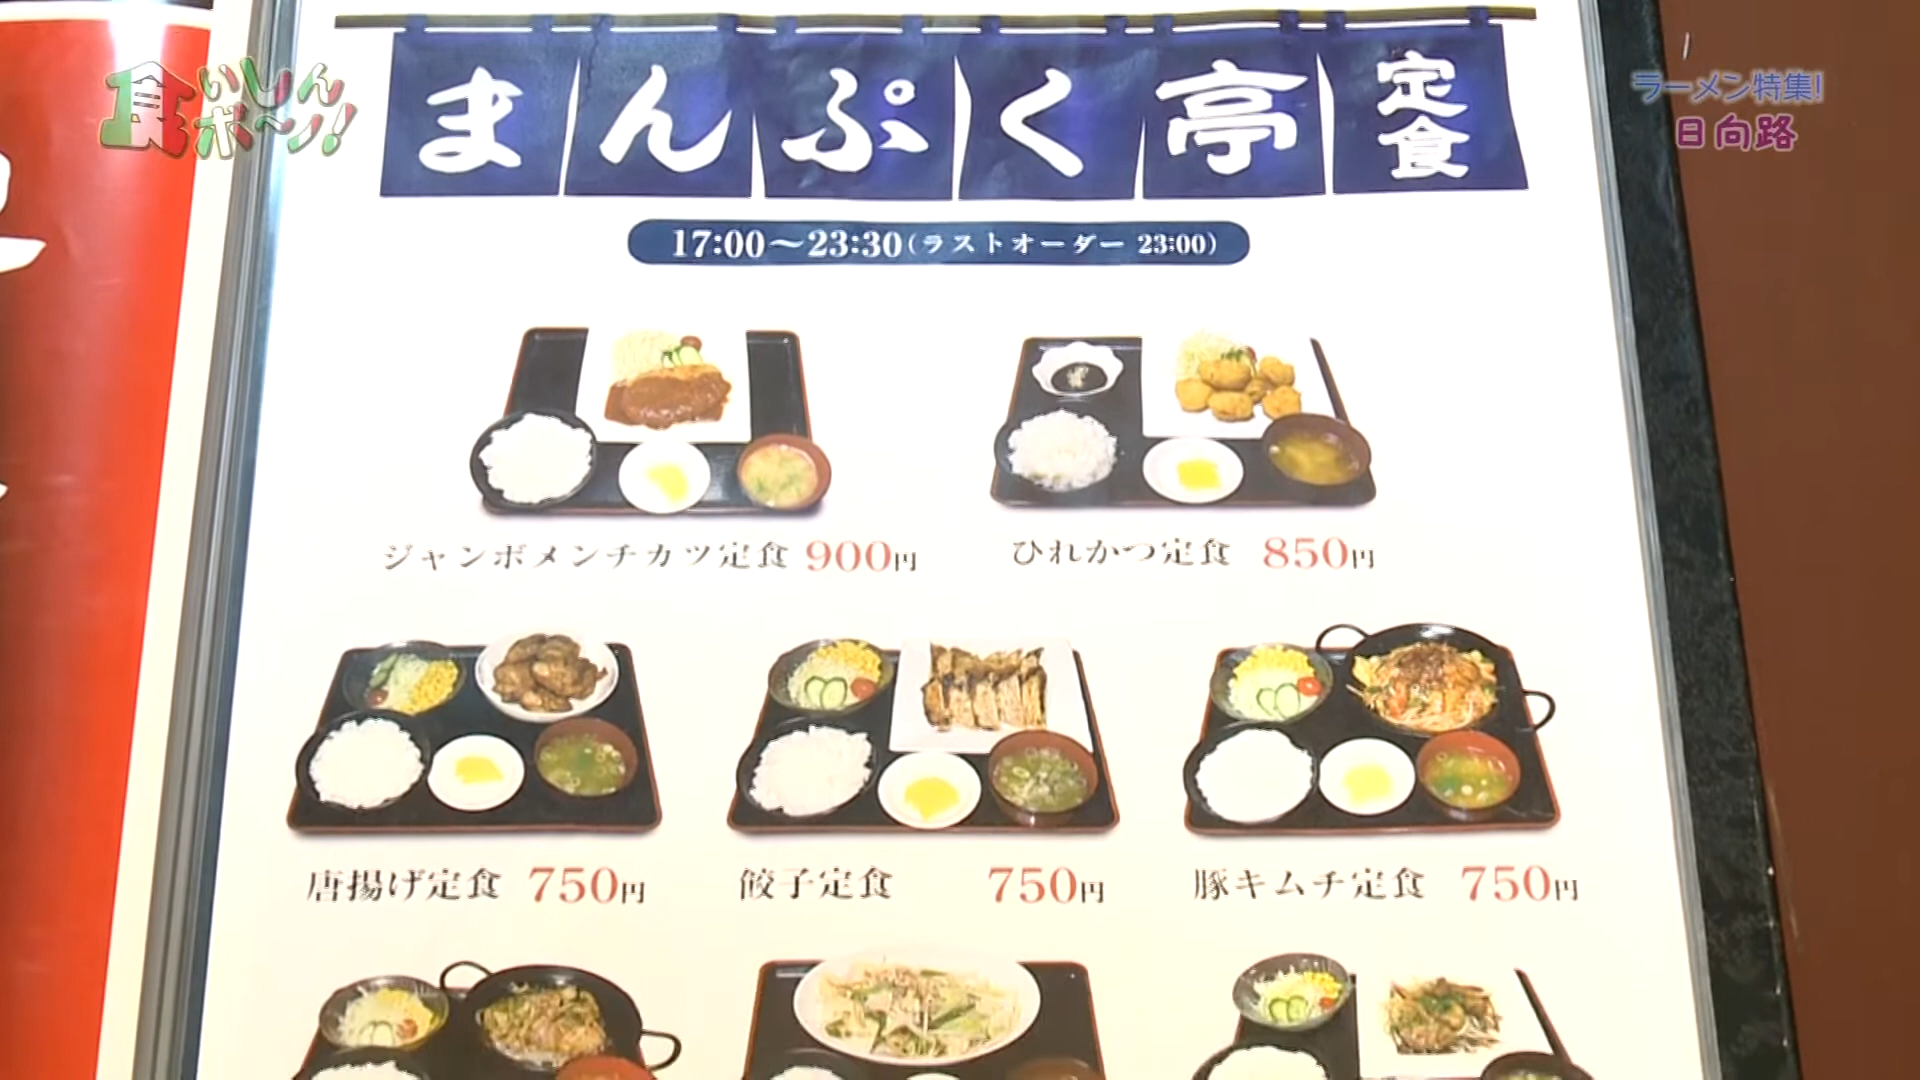 食いしん
ボ～ノ!
ラーメン特集!
日向路
まんぷく亭定食
17:00～23:30(ラストオーダー 23:00)
ジャンボメンチカツ定食 900円
ひれかつ定食 850円
唐揚げ定食 750円
餃子定食 750円
豚キムチ定食 750円